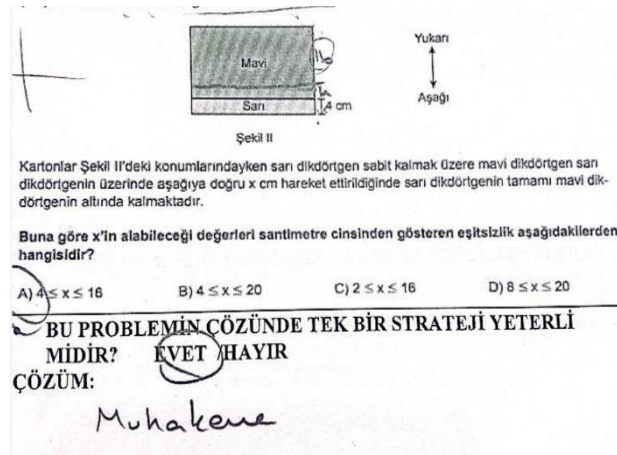 Yukarı
Mavi
Aşağı
Sarı
4 cm
Şekil II
Kartonlar Şekil II'deki konumlarındayken sarı dikdörtgen sabit kalmak üzere mavi dikdörtgen sarı
dikdörtgenin üzerinde aşağıya doğru x cm hareket ettirildiğinde sarı dikdörtgenin tamamı mavi dik-
dörtgenin altında kalmaktadır.
Buna göre x'in alabileceği değerleri santimetre cinsinden gösteren eşitsizlik aşağıdakilerden
hangisidir?
A) 4 ≤ x ≤ 16 B) 4 ≤ x ≤ 20 C) 2 ≤ x ≤ 16 D) 8 ≤ x ≤ 20
BU PROBLEMİN ÇÖZÜNDE TEK BİR STRATEJİ YETERLİ
MİDİR? EVET /HAYIR
ÇÖZÜM:
Muhakeme